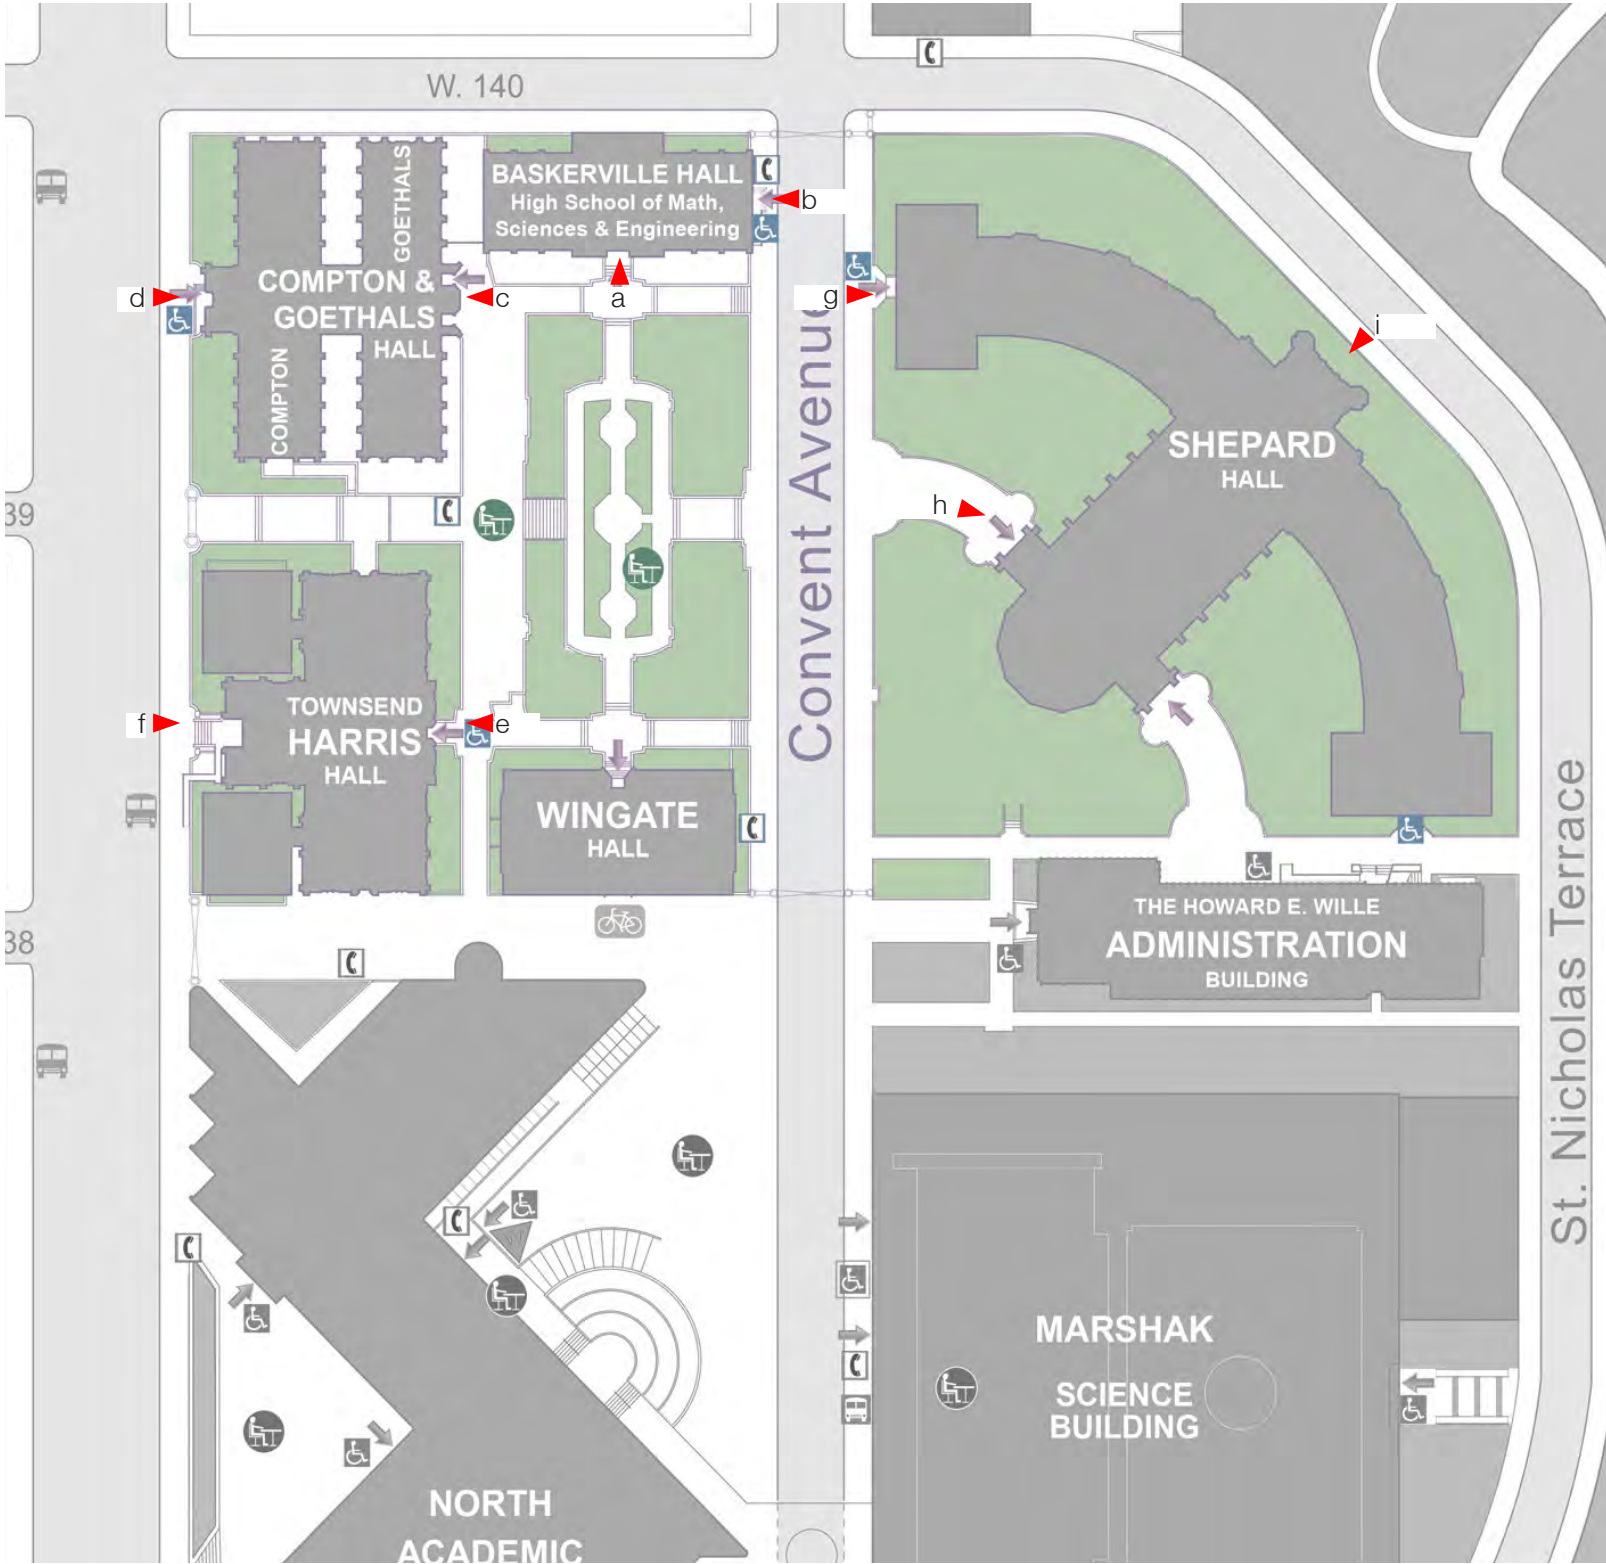 W. 140
GOETHALS
BASKERVILLE HALL
High School of Math,
Sciences & Engineering
b
COMPTON &
GOETHALS
HALL
COMPTON
d
c
a
g
i
Convent Avenue
SHEPARD
HALL
h
39
TOWNSEND
HARRIS
HALL
f
e
WINGATE
HALL
St. Nicholas Terrace
THE HOWARD E. WILLE
ADMINISTRATION
BUILDING
38
MARSHAK
SCIENCE
BUILDING
NORTH
ACADEMIC